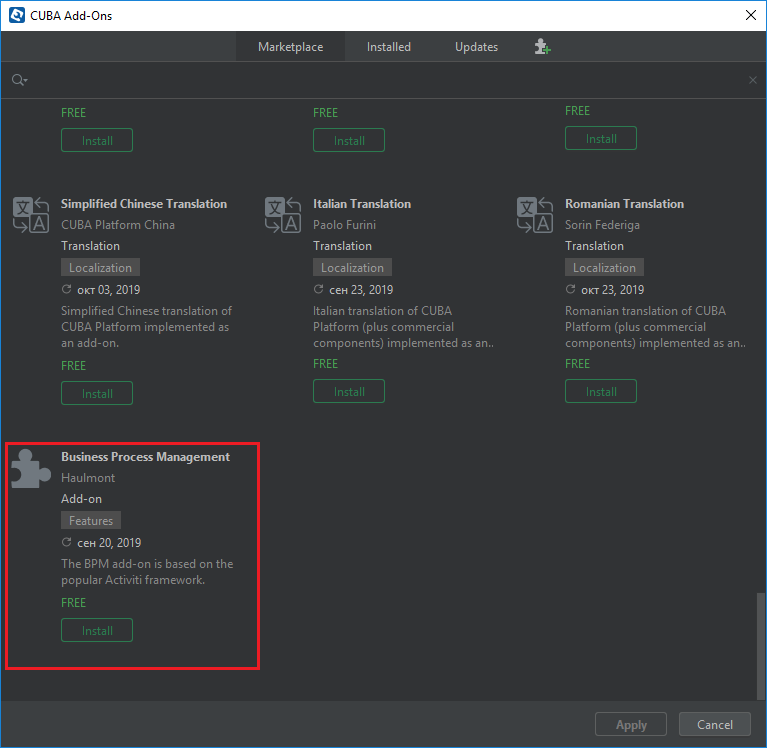 CUBA Add-Ons
Marketplace
Installed
Updates
FREE
Install
FREE
Install
FREE
Install
Simplified Chinese Translation
CUBA Platform China
Translation
Localization
окт 03, 2019
Simplified Chinese translation of
CUBA Platform implemented as
an add-on.
FREE
Install
Italian Translation
Paolo Furini
Translation
Localization
сен 23, 2019
Italian translation of CUBA
Platform (plus commercial
components) implemented as an..
FREE
Install
Romanian Translation
Sorin Federiga
Translation
Localization
окт 23, 2019
Romanian translation of CUBA
Platform (plus commercial
components) implemented as an..
FREE
Install
Business Process Management
Haulmont
Add-on
Features
сен 20, 2019
The BPM add-on is based on the
popular Activiti framework.
FREE
Install
Apply
Cancel